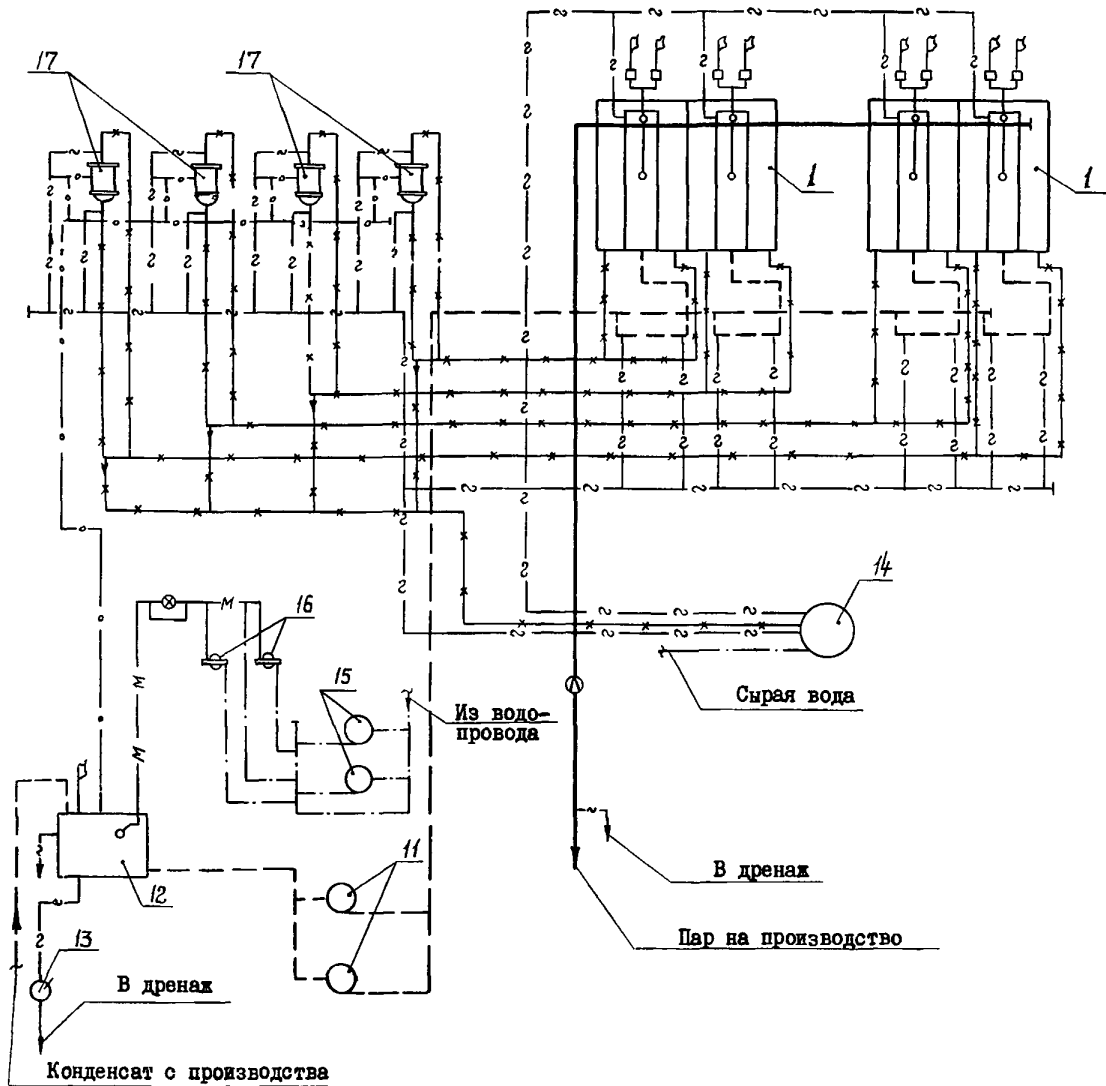 17
17
1
1
14
16
15
Сырая вода
Из водо-
провода
М
М
М
11
В дренаж
12
13
Пар на производство
В дренаж
Конденсат с производства